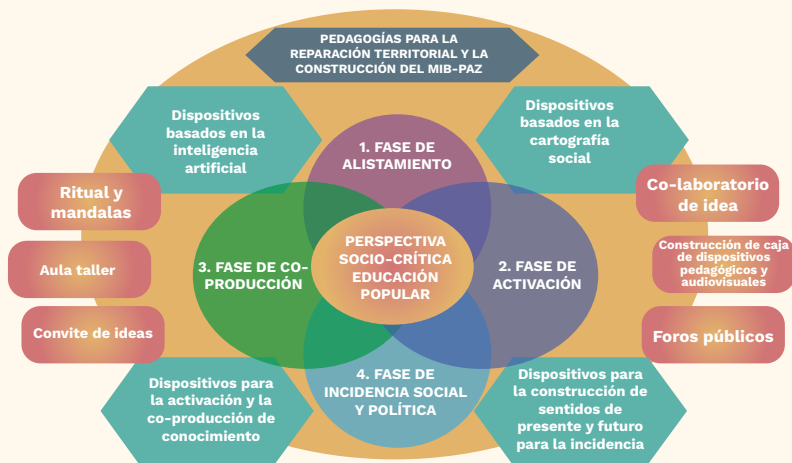 PEDAGOGÍAS PARA LA
REPARACIÓN TERRITORIAL Y LA
CONSTRUCCIÓN DEL MIB-PAZ
Dispositivos
basados en la
inteligencia
artificial
Dispositivos
basados en la
cartografía
social
1. FASE DE
ALISTAMIENTO
Ritual y
mandalas
Aula taller
Convite de ideas
Co-laboratorio
de idea
Construcción de caja
de dispositivos
pedagógicos y
audiovisuales
Foros públicos
3. FASE DE CO-
PRODUCCIÓN
PERSPECTIVA
SOCIO-CRÍTICA
EDUCACIÓN
POPULAR
2. FASE DE
ACTIVACIÓN
4. FASE DE
INCIDENCIA SOCIAL
Y POLÍTICA
Dispositivos para
la activación y la
co-producción de
conocimiento
Dispositivos para
la construcción de
sentidos de
presente y futuro
para la incidencia